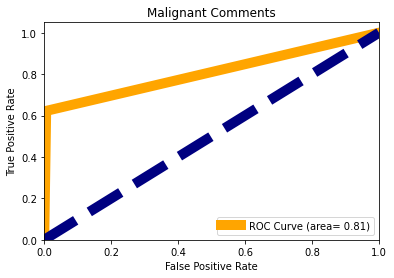 Malignant Comments
True Positive Rate
1.0
0.8
0.6
0.4
0.2
0.0
ROC Curve (area= 0.81)
0.0 0.2 0.4 0.6 0.8 1.0
False Positive Rate